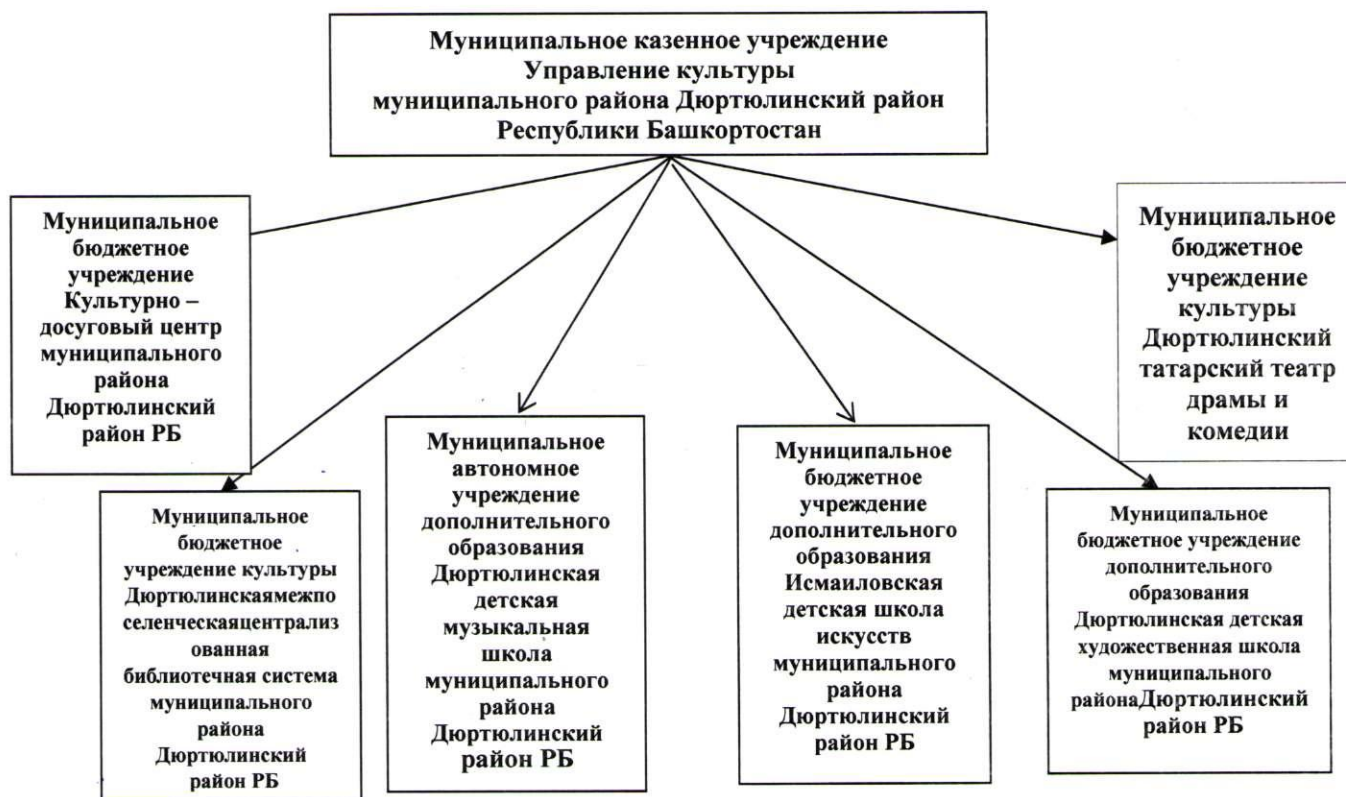 Муниципальное казенное учреждение
Управление культуры
муниципального района Дюртюлинский район
Республики Башкортостан
Муниципальное
бюджетное
учреждение
Культурно –
досуговый центр
муниципального
района
Дюртюлинский
район РБ
Муниципальное
бюджетное
учреждение культуры
Дюртюлинскаямежпо
селенческаяцентрализ
ованная
библиотечная система
муниципального
района
Дюртюлинский
район РБ
Муниципальное
автономное
учреждение
дополнительного
образования
Дюртюлинская
детская
музыкальная
школа
муниципального
района
Дюртюлинский
район РБ
Муниципальное
бюджетное
учреждение
дополнительного
образования
Исмаиловская
детская школа
искусств
муниципального
района
Дюртюлинский
район РБ
Муниципальное
бюджетное учреждение
дополнительного
образования
Дюртюлинская детская
художественная школа
муниципального
районаДюртюлинский
район РБ
Муниципальное
бюджетное
учреждение
культуры
Дюртюлинский
татарский театр
драмы и
комедии